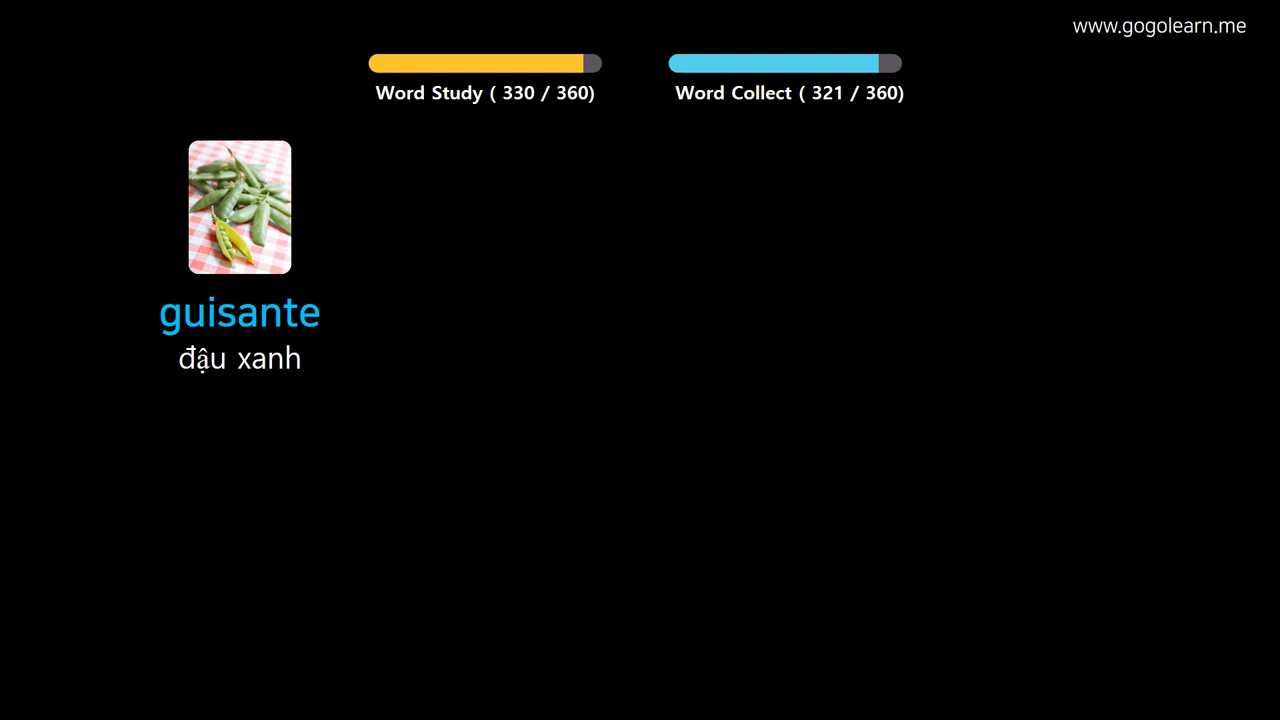 www.gogolearn.me
Word Study ( 330 / 360)
Word Collect ( 321 / 360)
guisante
đậu xanh